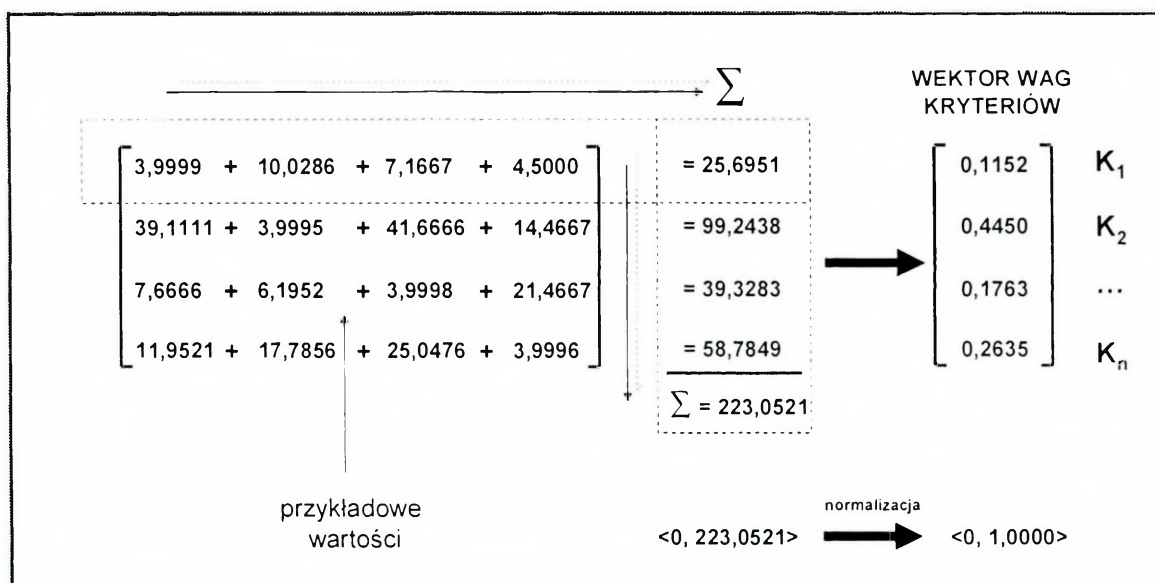 ∑
WEKTOR WAG
KRYTERIÓW
3,9999 + 10,0286 + 7,1667 + 4,5000 = 25,6951 0,1152 K1
39,1111 + 3,9995 + 41,6666 + 14,4667 = 99,2438 0,4450 K2
7,6666 + 6,1952 + 3,9998 + 21,4667 = 39,3283 0,1763 ...
11,9521 + 17,7856 + 25,0476 + 3,9996 = 58,7849 0,2635 Kn
∑ = 223,0521
przykładowe
wartości
normalizacja
<0, 223,0521> <0, 1,0000>